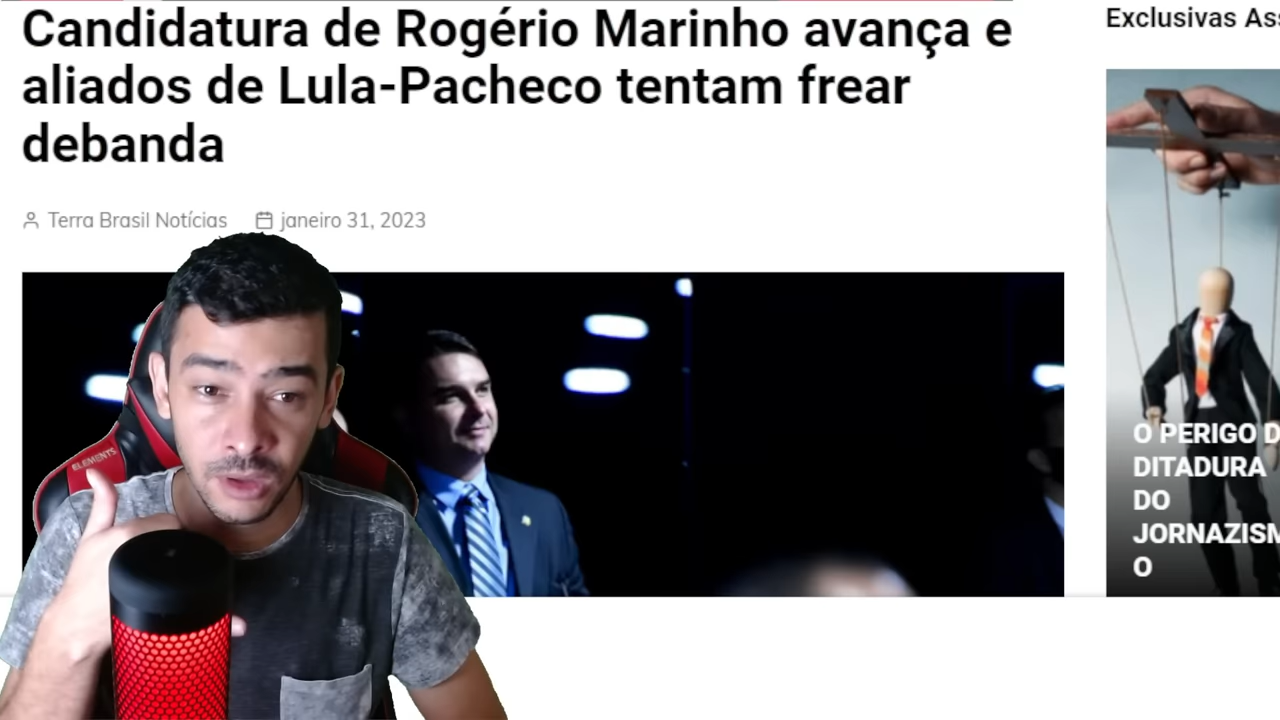 Candidatura de Rogério Marinho avança e
aliados de Lula-Pacheco tentam frear
debanda
Terra Brasil Notícias janeiro 31, 2023
Exclusivas Ass
O PERIGO D
DITADURA
DO
JORNAZISM
O
ELEMENTS